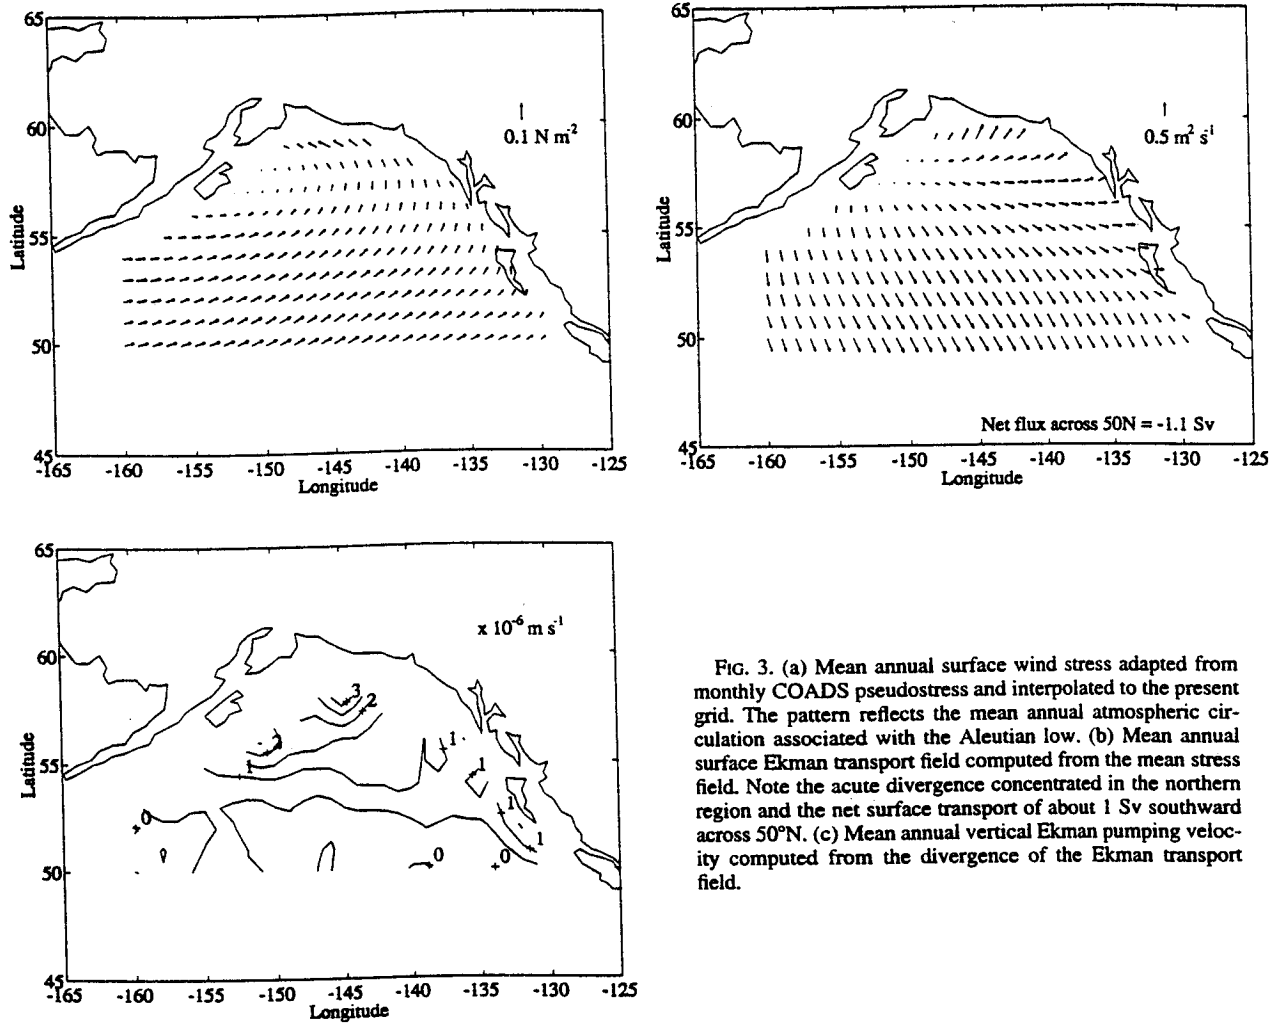 65
60
55
50
45
Latitude
0.1 N m-2
-165 -160 -155 -150 -145 -140 -135 -130 -125
Longitude
65
60
55
50
45
Latitude
0.5 m2 s-1
Net flux across 50N = -1.1 Sv
-165 -160 -155 -150 -145 -140 -135 -130 -125
Longitude
65
60
55
50
45
Latitude
x 10-6 m s-1
3
2
2
1
1
1
1
1
0
0
0
0
-165 -160 -155 -150 -145 -140 -135 -130 -125
Longitude
FIG. 3. (a) Mean annual surface wind stress adapted from
monthly COADS pseudostress and interpolated to the present
grid. The pattern reflects the mean annual atmospheric cir-
culation associated with the Aleutian low. (b) Mean annual
surface Ekman transport field computed from the mean stress
field. Note the acute divergence concentrated in the northern
region and the net surface transport of about 1 Sv southward
across 50°N. (c) Mean annual vertical Ekman pumping veloc-
ity computed from the divergence of the Ekman transport
field.